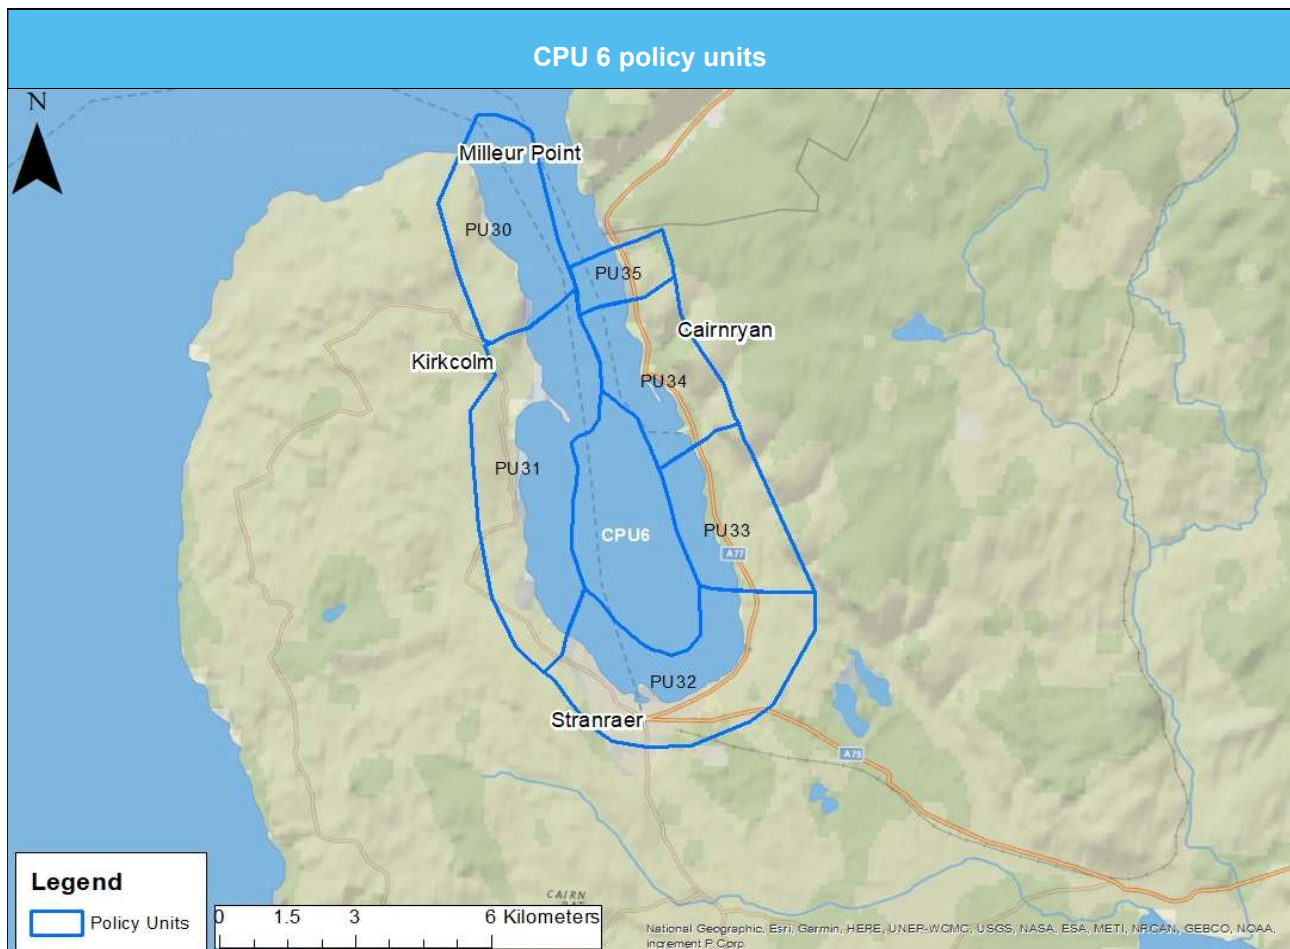 CPU 6 policy units
N
Milleur Point
PU30
PU35
Cairnryan
Kirkcolm
PU34
PU31
CPU6
PU33
A77
PU32
Stranraer
A75
Legend
Policy Units
CAIRN
PAT
0 1.5 3 6 Kilometers
National Geographic, Esri, Garmin, HERE, UNEP-WCMC, USGS, NASA, ESA, METI, NRCAN, GEBCO, NOAA,
increment P Corp.